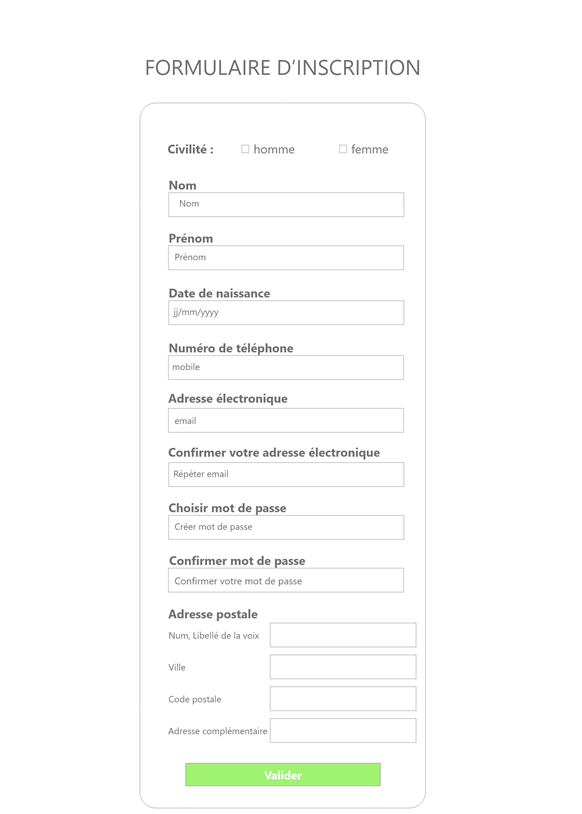 FORMULAIRE D’INSCRIPTION
Civilité : homme femme
Nom
Nom
Prénom
Prénom
Date de naissance
jj/mm/yyyy
Numéro de téléphone
mobile
Adresse électronique
email
Confirmer votre adresse électronique
Répéter email
Choisir mot de passe
Créer mot de passe
Confirmer mot de passe
Confirmer votre mot de passe
Adresse postale
Num, Libellé de la voix
Ville
Code postale
Adresse complémentaire
Valider